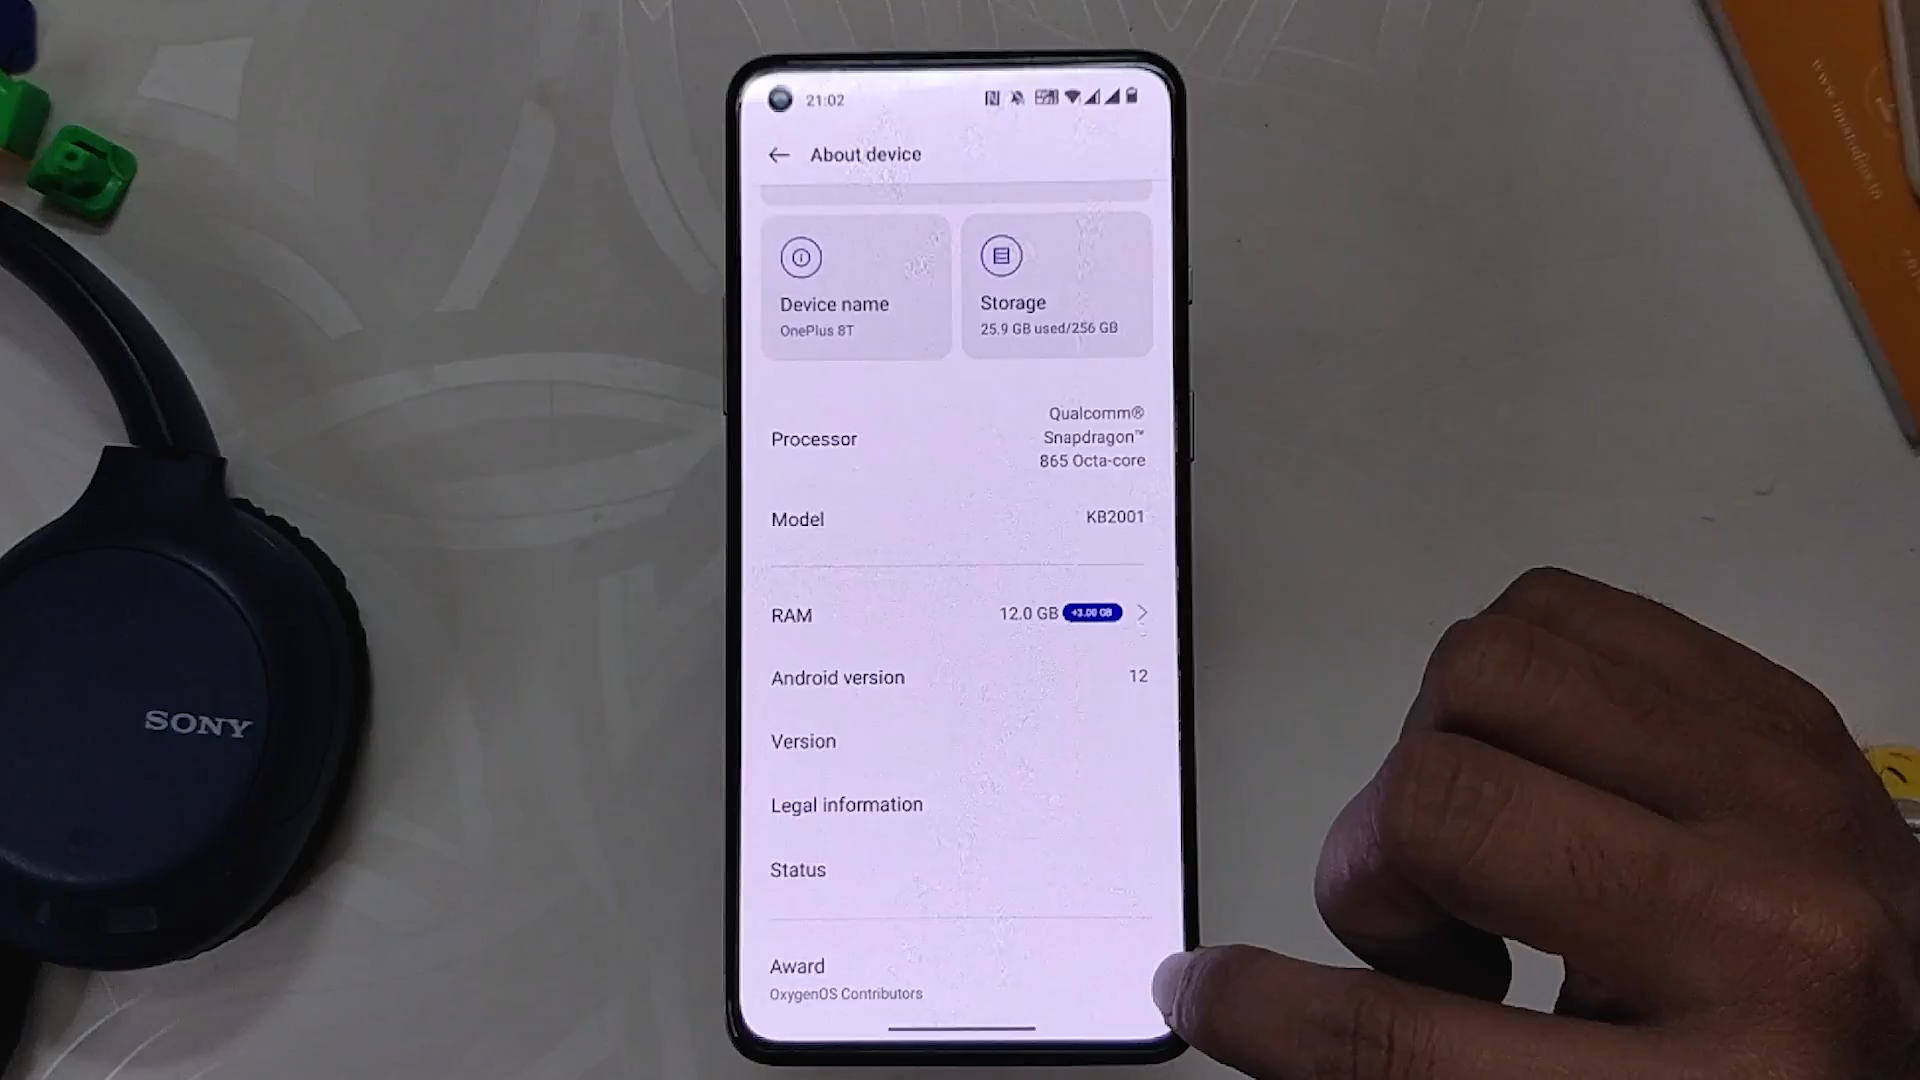 21:02
About device
Device name
OnePlus 8T
Storage
25.9 GB used/256 GB
Processor
Qualcomm®
Snapdragon™
865 Octa-core
Model
KB2001
RAM
12.0 GB +3.00 GB
Android version
12
Version
Legal information
Status
Award
OxygenOS Contributors
SONY